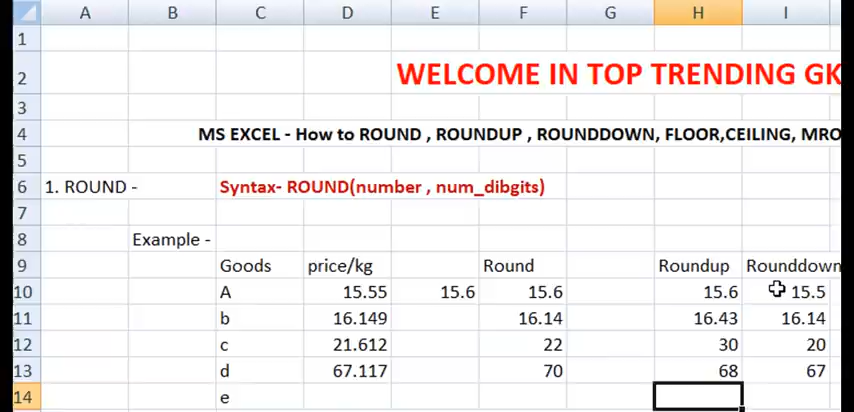 A B C D E F G H I
1
2 WELCOME IN TOP TRENDING GK
3
4 MS EXCEL - How to ROUND , ROUNDUP , ROUNDDOWN, FLOOR,CEILING, MRO
5
6 1. ROUND - Syntax- ROUND(number , num_dibgits)
7
8 Example -
9 Goods price/kg Round Roundup Rounddown
10 A 15.55 15.6 15.6 15.6 15.5
11 b 16.149 16.14 16.43 16.14
12 c 21.612 22 30 20
13 d 67.117 70 68 67
14 e